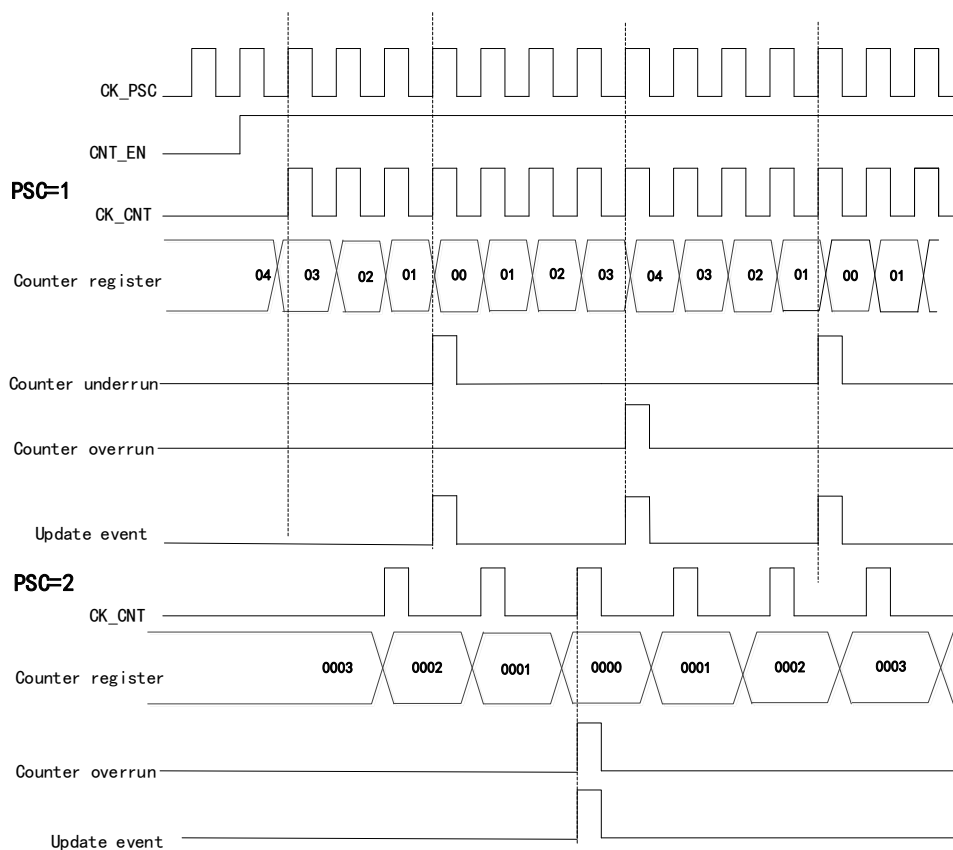 CK_PSC
CNT_EN
PSC=1
CK_CNT
Counter register 04 03 02 01 00 01 02 03 04 03 02 01 00 01
Counter underrun
Counter overrun
Update event
PSC=2
CK_CNT
Counter register 0003 0002 0001 0000 0001 0002 0003
Counter overrun
Update event